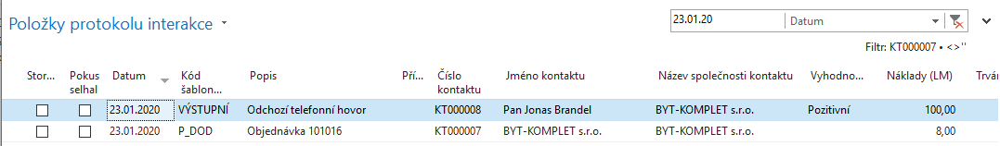 Položky protokolu interakce
23.01.20 Datum
Filtr: KT000007 • <>''
Stor... Pokus selhal Datum Kód šablon... Popis Pří... Číslo kontaktu Jméno kontaktu Název společnosti kontaktu Vyhodno... Náklady (LM) Trván
23.01.2020 VÝSTUPNÍ Odchozí telefonní hovor KT000008 Pan Jonas Brandel BYT-KOMPLET s.r.o. Pozitivní 100,00
23.01.2020 P_DOD Objednávka 101016 KT000007 BYT-KOMPLET s.r.o. BYT-KOMPLET s.r.o. 8,00